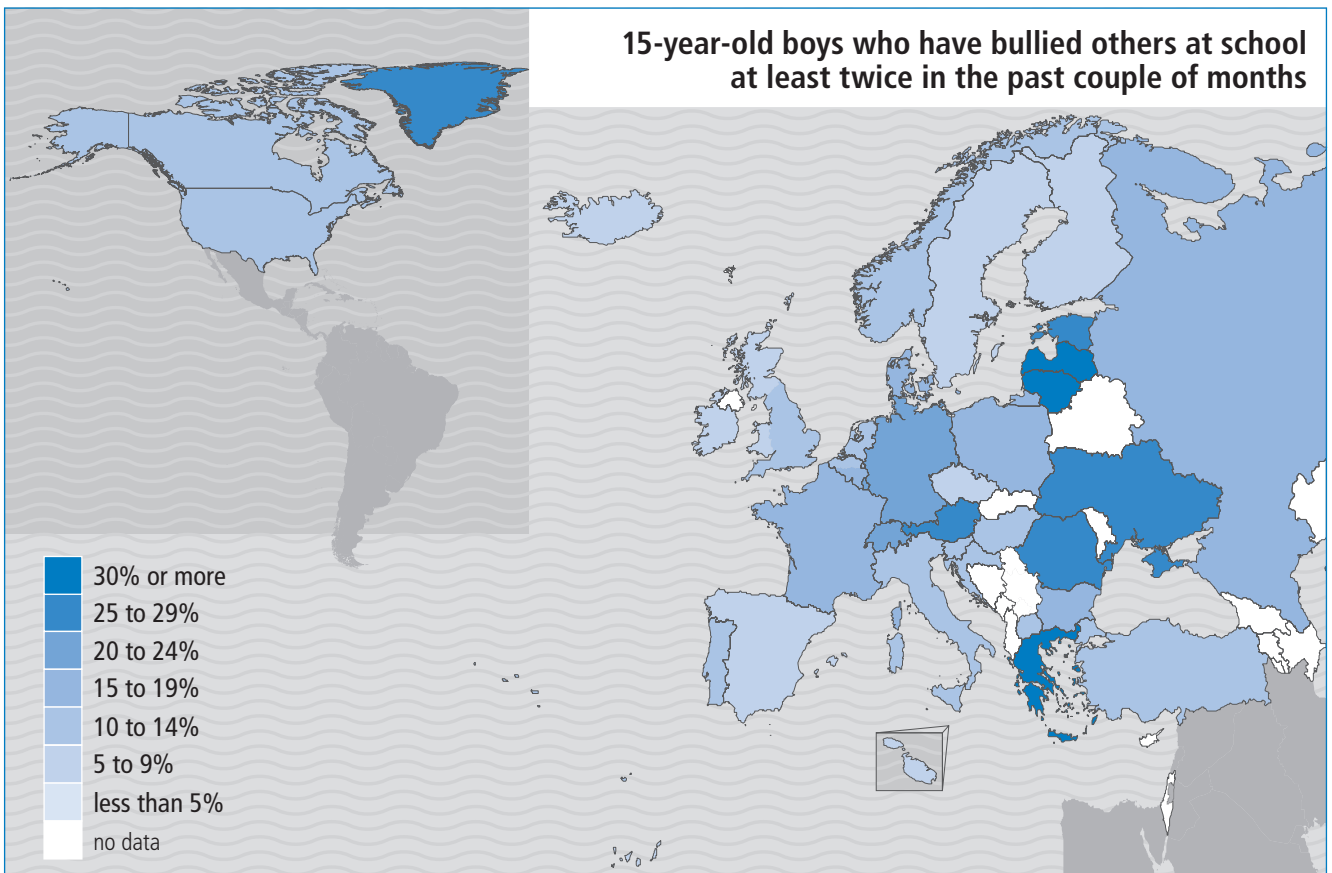 15-year-old boys who have bullied others at school
at least twice in the past couple of months
30% or more
25 to 29%
20 to 24%
15 to 19%
10 to 14%
5 to 9%
less than 5%
no data